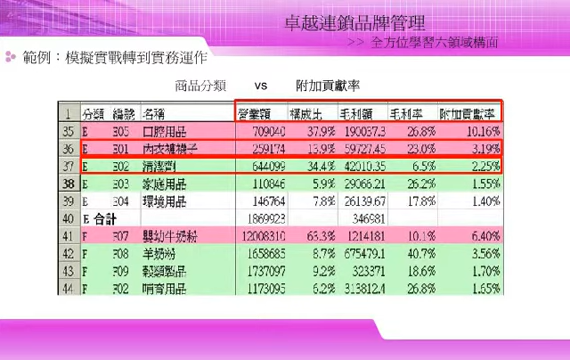 卓越連鎖品牌管理
>> 全方位學習六領域構面
範例：模擬實戰轉到實務運作
商品分類 vs 附加貢獻率
1 分類 編號 名稱 營業額 構成比 毛利額 毛利率 附加貢獻率
35 E E05 口腔用品 709040 37.9% 190037.3 26.8% 10.16%
36 E E01 內衣褲襪子 259174 13.9% 59727.45 23.0% 3.19%
37 E E02 清潔劑 644099 34.4% 42010.35 6.5% 2.25%
38 E E03 家庭用品 110846 5.9% 29066.21 26.2% 1.55%
39 E E04 環境用品 146764 7.8% 26139.67 17.8% 1.40%
40 E 合計 1869923 346981
41 F F07 嬰幼牛奶粉 12008310 63.3% 1214181 10.1% 6.40%
42 F F08 羊奶粉 1658685 8.7% 675479.1 40.7% 3.56%
43 F F09 穀類製品 1737097 9.2% 323371 18.6% 1.70%
44 F F02 哺育用品 1173095 6.2% 313812.4 26.8% 1.65%